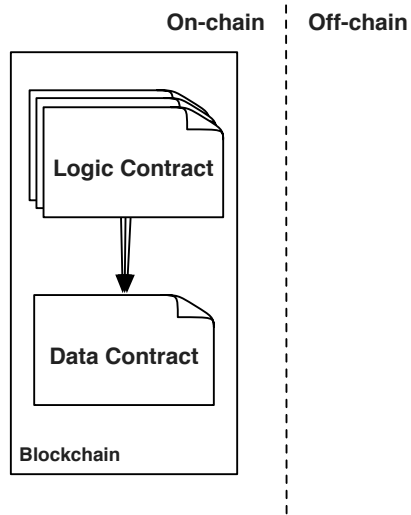 On-chain
Off-chain
Logic Contract
Data Contract
Blockchain